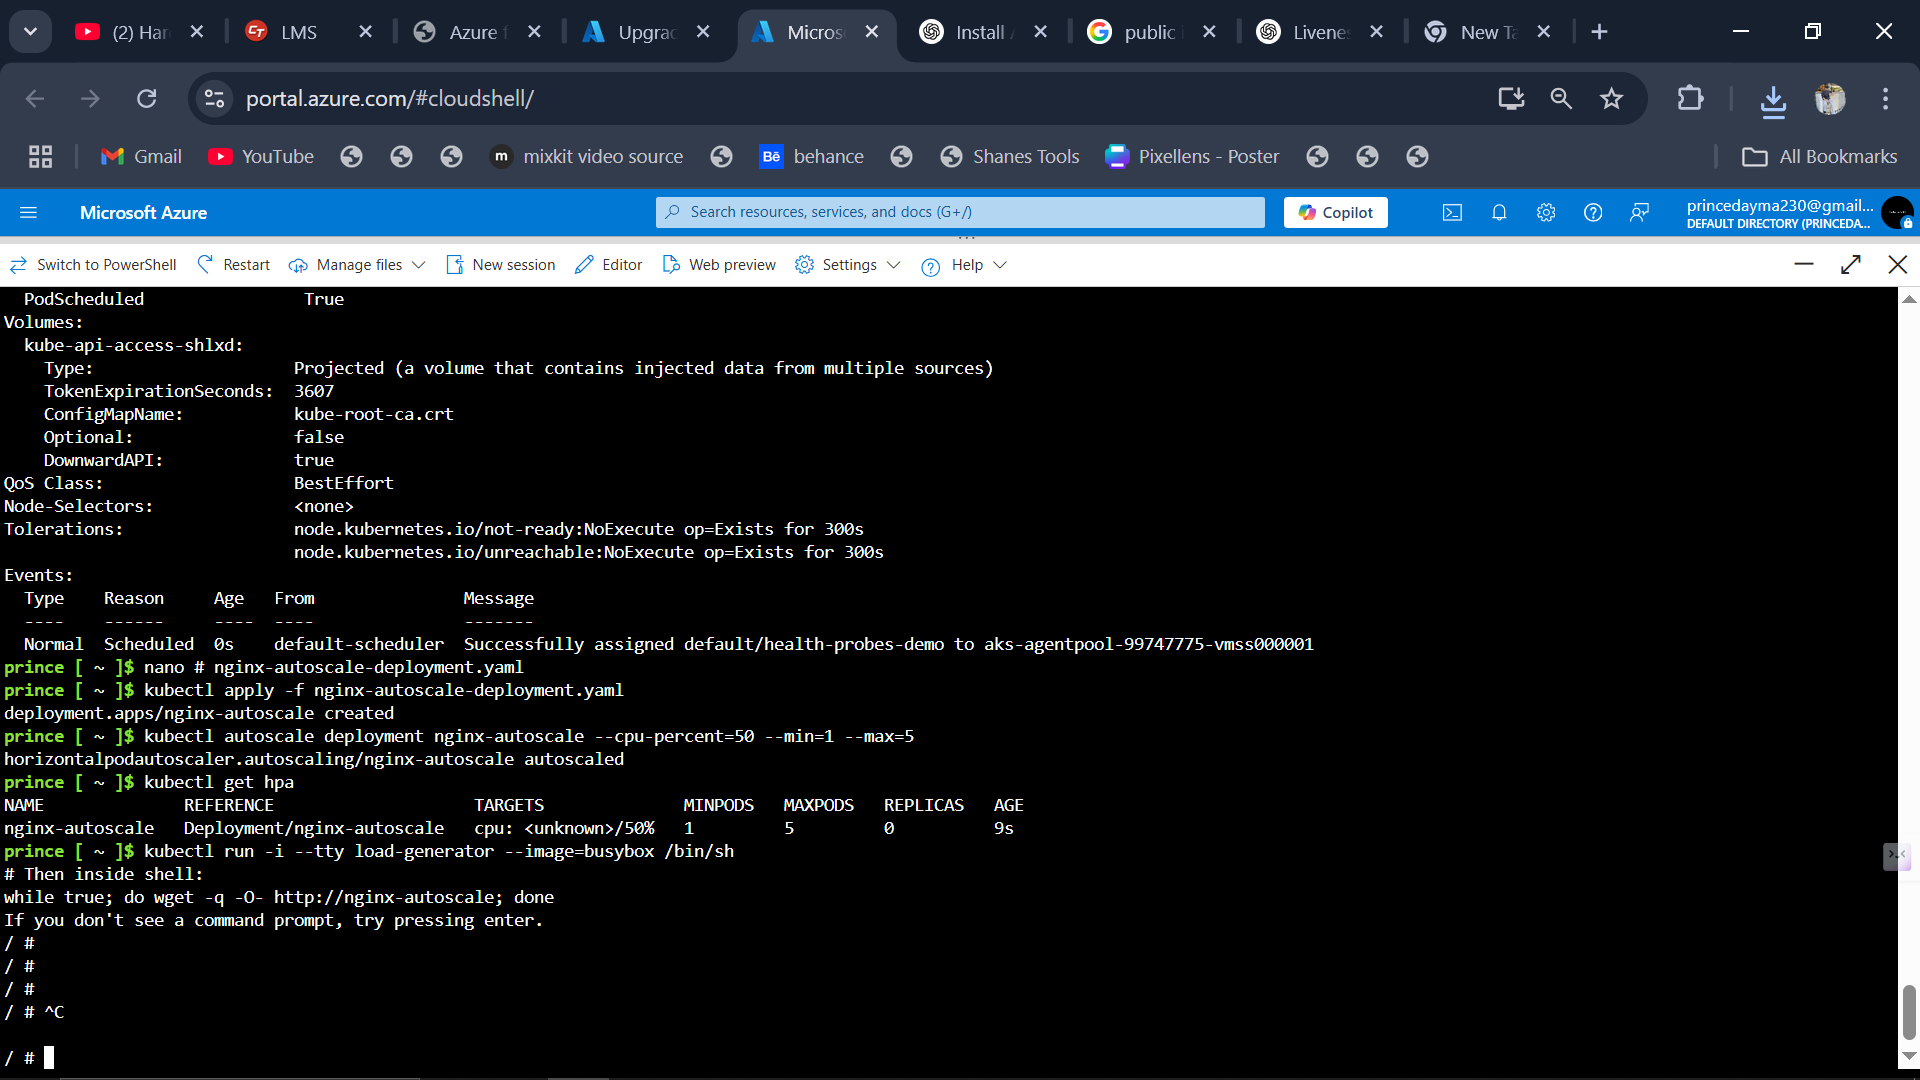 (2) Har
LMS
Azure f
Upgrac
Micros
Install A
public i
Livenes
New Ta
portal.azure.com/#cloudshell/
Gmail
YouTube
m mixkit video source
Bē behance
Shanes Tools
Pixellens - Poster
All Bookmarks
Microsoft Azure
Search resources, services, and docs (G+/)
Copilot
princedayma230@gmail...
DEFAULT DIRECTORY (PRINCEDA...
Switch to PowerShell
Restart
Manage files
New session
Editor
Web preview
Settings
Help
PodScheduled True
Volumes:
kube-api-access-shlxd:
Type: Projected (a volume that contains injected data from multiple sources)
TokenExpirationSeconds: 3607
ConfigMapName: kube-root-ca.crt
Optional: false
DownwardAPI: true
QoS Class: BestEffort
Node-Selectors: <none>
Tolerations: node.kubernetes.io/not-ready:NoExecute op=Exists for 300s
node.kubernetes.io/unreachable:NoExecute op=Exists for 300s
Events:
Type Reason Age From Message
---- ------ ---- ---- -------
Normal Scheduled 0s default-scheduler Successfully assigned default/health-probes-demo to aks-agentpool-99747775-vmss000001
prince [ ~ ]$ nano # nginx-autoscale-deployment.yaml
prince [ ~ ]$ kubectl apply -f nginx-autoscale-deployment.yaml
deployment.apps/nginx-autoscale created
prince [ ~ ]$ kubectl autoscale deployment nginx-autoscale --cpu-percent=50 --min=1 --max=5
horizontalpodautoscaler.autoscaling/nginx-autoscale autoscaled
prince [ ~ ]$ kubectl get hpa
NAME REFERENCE TARGETS MINPODS MAXPODS REPLICAS AGE
nginx-autoscale Deployment/nginx-autoscale cpu: <unknown>/50% 1 5 0 9s
prince [ ~ ]$ kubectl run -i --tty load-generator --image=busybox /bin/sh
# Then inside shell:
while true; do wget -q -O- http://nginx-autoscale; done
If you don't see a command prompt, try pressing enter.
/ #
/ #
/ #
/ # ^C
/ #